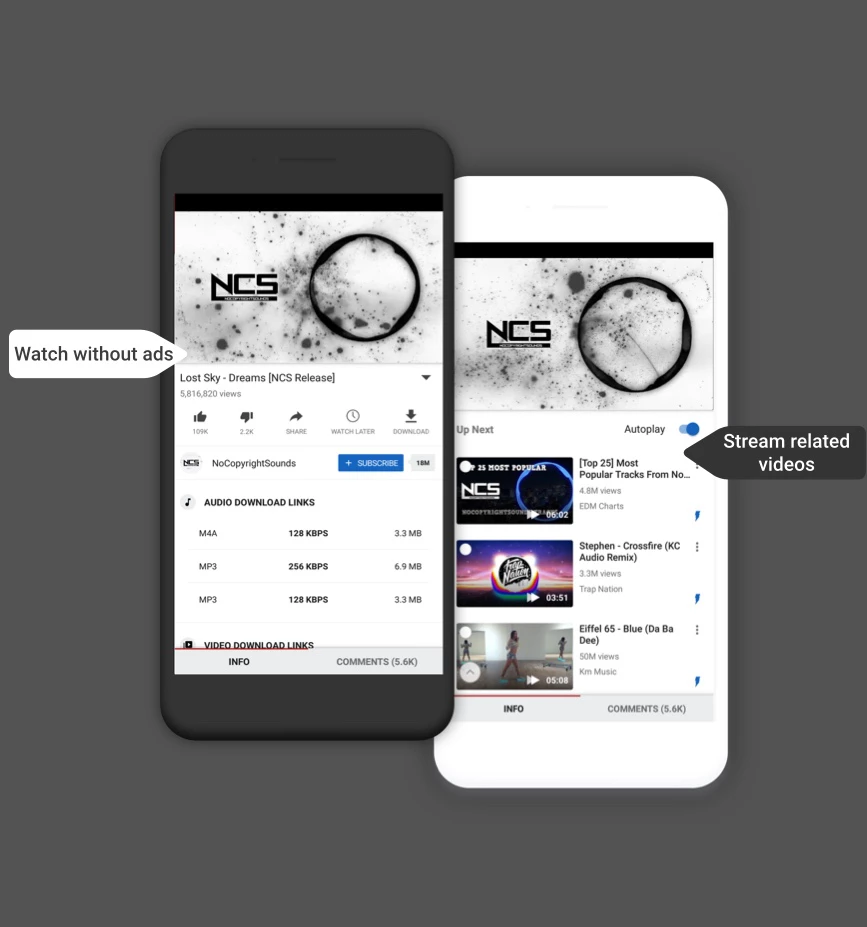 Watch without ads
NCS
NOCOPYRIGHTSOUNDS
Lost Sky - Dreams [NCS Release]
5,816,820 views
109K
2.2K
SHARE
WATCH LATER
DOWNLOAD
NCS
NoCopyrightSounds
+ SUBSCRIBE
18M
AUDIO DOWNLOAD LINKS
M4A 128 KBPS 3.3 MB
MP3 256 KBPS 6.9 MB
MP3 128 KBPS 3.3 MB
VIDEO DOWNLOAD LINKS
INFO
COMMENTS (5.6K)
NCS
Up Next
Autoplay
Stream related
videos
P 25 MOST POPULAR
NCS
06:02
[Top 25] Most
Popular Tracks From No...
4.8M views
EDM Charts
Trap
Nation
03:51
Stephen - Crossfire (KC
Audio Remix)
3.3M views
Trap Nation
05:08
Eiffel 65 - Blue (Da Ba
Dee)
50M views
Km Music
INFO
COMMENTS (5.6K)